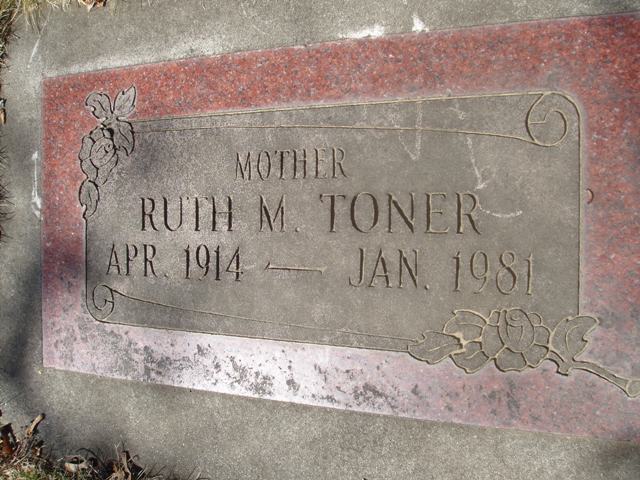 MOTHER
RUTH M. TONER
APR. 1914 — JAN. 1981